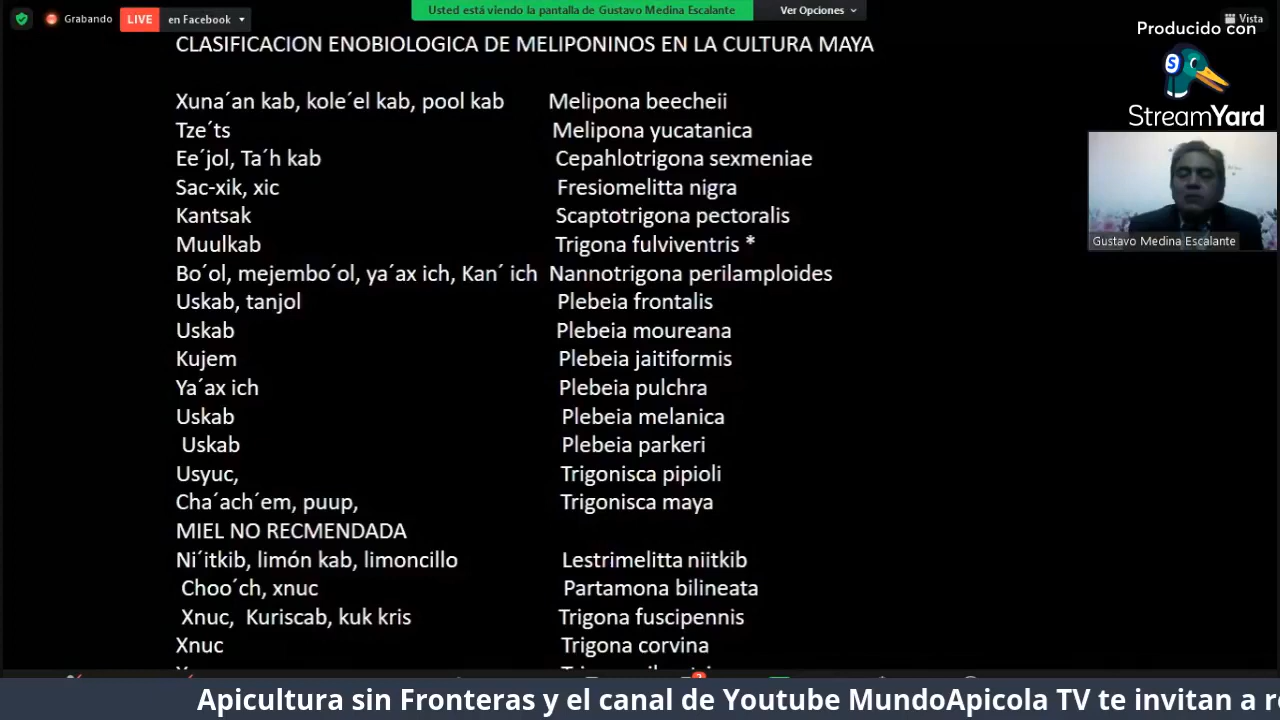 Grabando
LIVE en Facebook
Usted está viendo la pantalla de Gustavo Medina Escalante
Ver Opciones
Vista
Producido con
StreamYard
CLASIFICACION ENOBIOLOGICA DE MELIPONINOS EN LA CULTURA MAYA
Xuna´an kab, kole´el kab, pool kab Melipona beecheii
Tze´ts Melipona yucatanica
Ee´jol, Ta´h kab Cepahlotrigona sexmeniae
Sac-xik, xic Fresiomelitta nigra
Kantsak Scaptotrigona pectoralis
Muulkab Trigona fulviventris *
Bo´ol, mejembo´ol, ya´ax ich, Kan´ ich Nannotrigona perilamploides
Uskab, tanjol Plebeia frontalis
Uskab Plebeia moureana
Kujem Plebeia jaitiformis
Ya´ax ich Plebeia pulchra
Uskab Plebeia melanica
Uskab Plebeia parkeri
Usyuc, Trigonisca pipioli
Cha´ach´em, puup, Trigonisca maya
MIEL NO RECMENDADA
Ni´itkib, limón kab, limoncillo Lestrimelitta niitkib
Choo´ch, xnuc Partamona bilineata
Xnuc, Kuriscab, kuk kris Trigona fuscipennis
Xnuc Trigona corvina
Gustavo Medina Escalante
Apicultura sin Fronteras y el canal de Youtube MundoApicola TV te invitan a